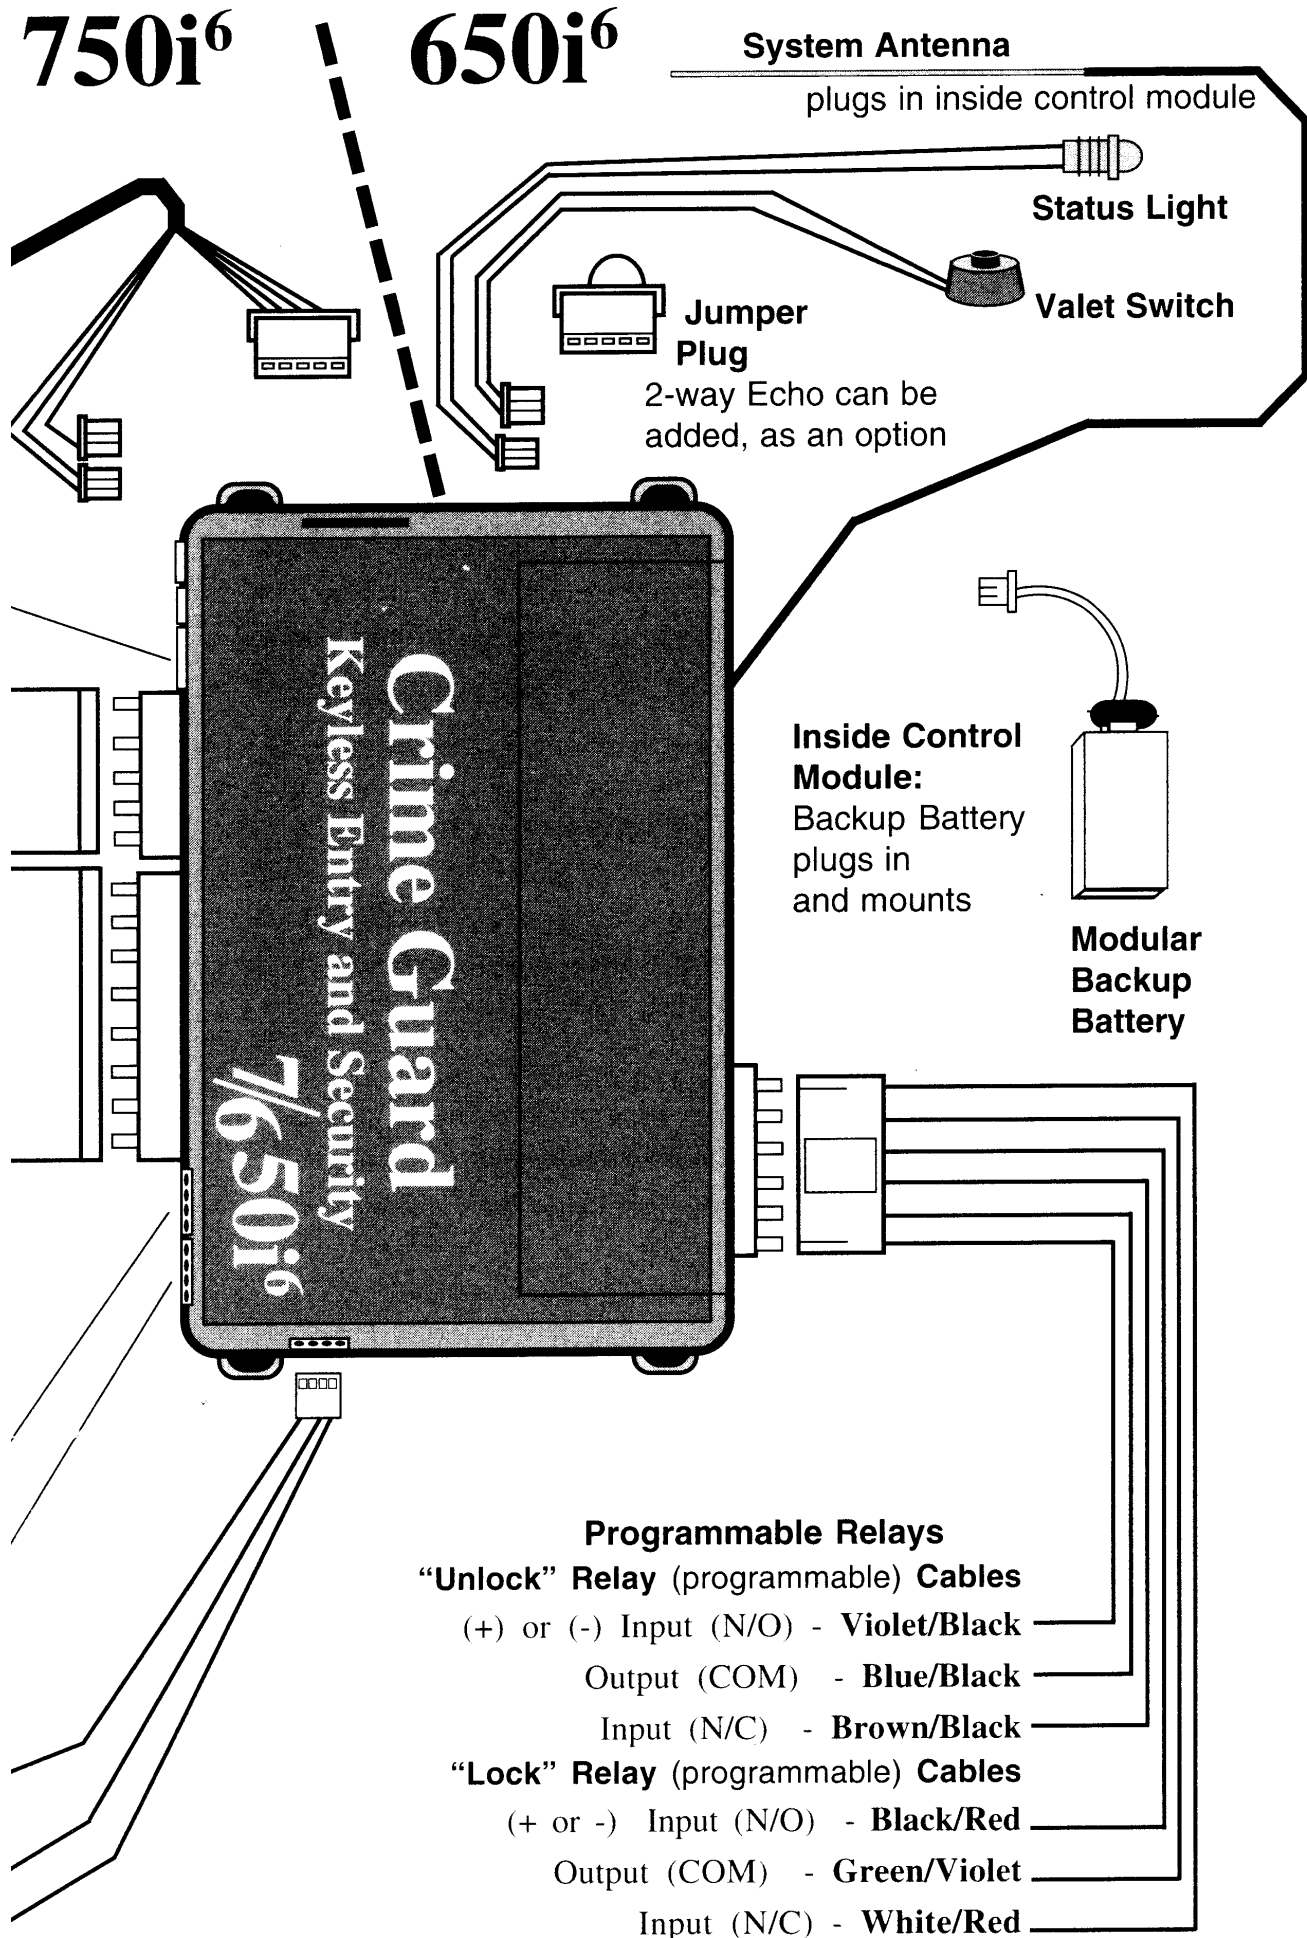 750i⁶
650i⁶
System Antenna
plugs in inside control module
Status Light
Valet Switch
Jumper
Plug
2-way Echo can be
added, as an option
Crime Guard
Keyless Entry and Security
7/650i⁶
Inside Control
Module:
Backup Battery
plugs in
and mounts
Modular
Backup
Battery
Programmable Relays
“Unlock” Relay (programmable) Cables
(+) or (-) Input (N/O) - Violet/Black
Output (COM) - Blue/Black
Input (N/C) - Brown/Black
“Lock” Relay (programmable) Cables
(+ or -) Input (N/O) - Black/Red
Output (COM) - Green/Violet
Input (N/C) - White/Red